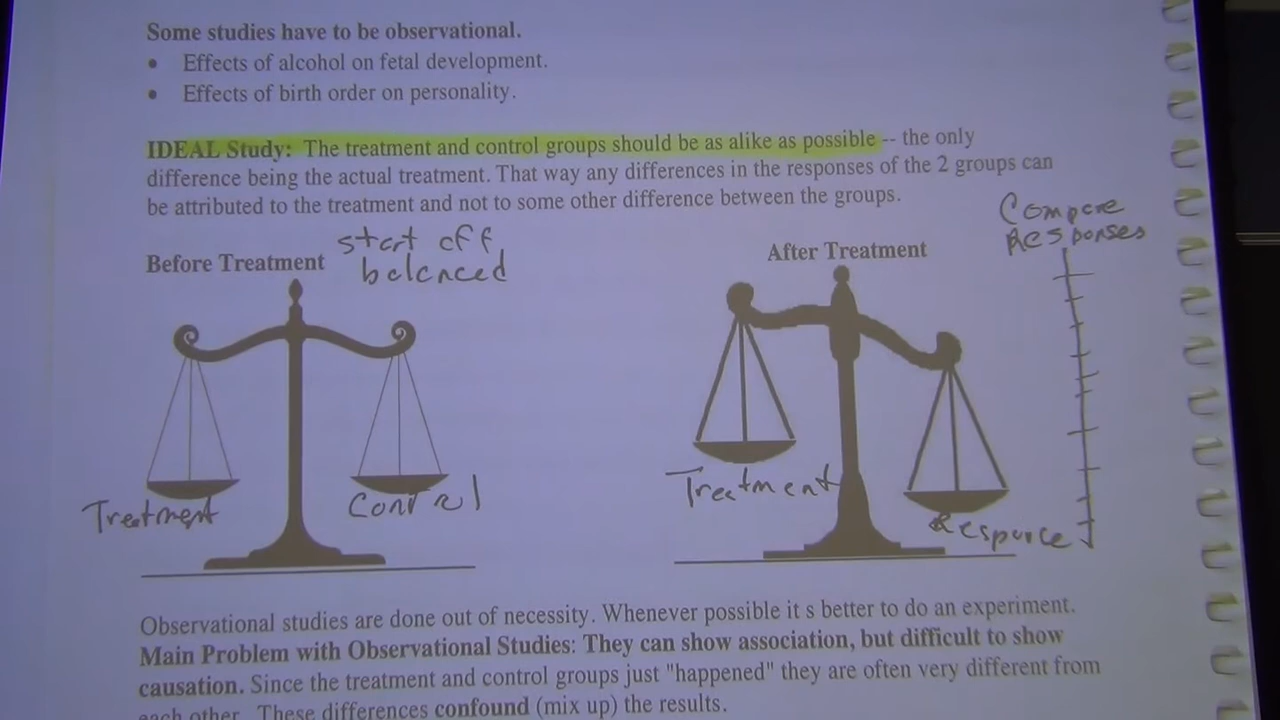 Some studies have to be observational.
• Effects of alcohol on fetal development.
• Effects of birth order on personality.
IDEAL Study: The treatment and control groups should be as alike as possible -- the only
difference being the actual treatment. That way any differences in the responses of the 2 groups can
be attributed to the treatment and not to some other difference between the groups.
Compare
Responses
Before Treatment
start off
balanced
After Treatment
Treatment
Control
Treatment
Responce
Observational studies are done out of necessity. Whenever possible it s better to do an experiment.
Main Problem with Observational Studies: They can show association, but difficult to show
causation. Since the treatment and control groups just "happened" they are often very different from
each other. These differences confound (mix up) the results.